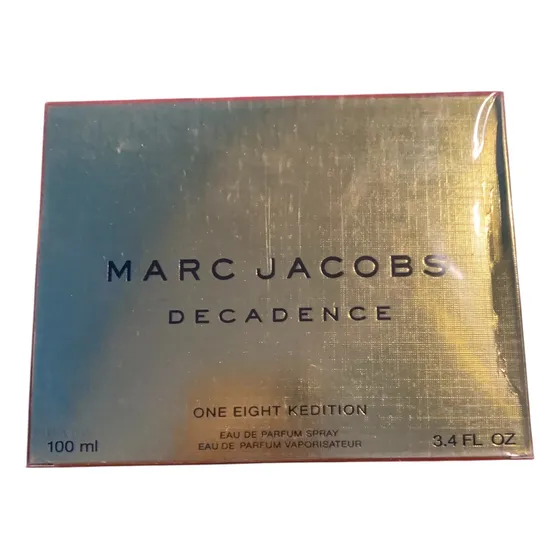 MARC JACOBS
DECADENCE
ONE EIGHT KEDITION
EAU DE PARFUM SPRAY
EAU DE PARFUM VAPORISATEUR
100 ml
3.4 FL OZ